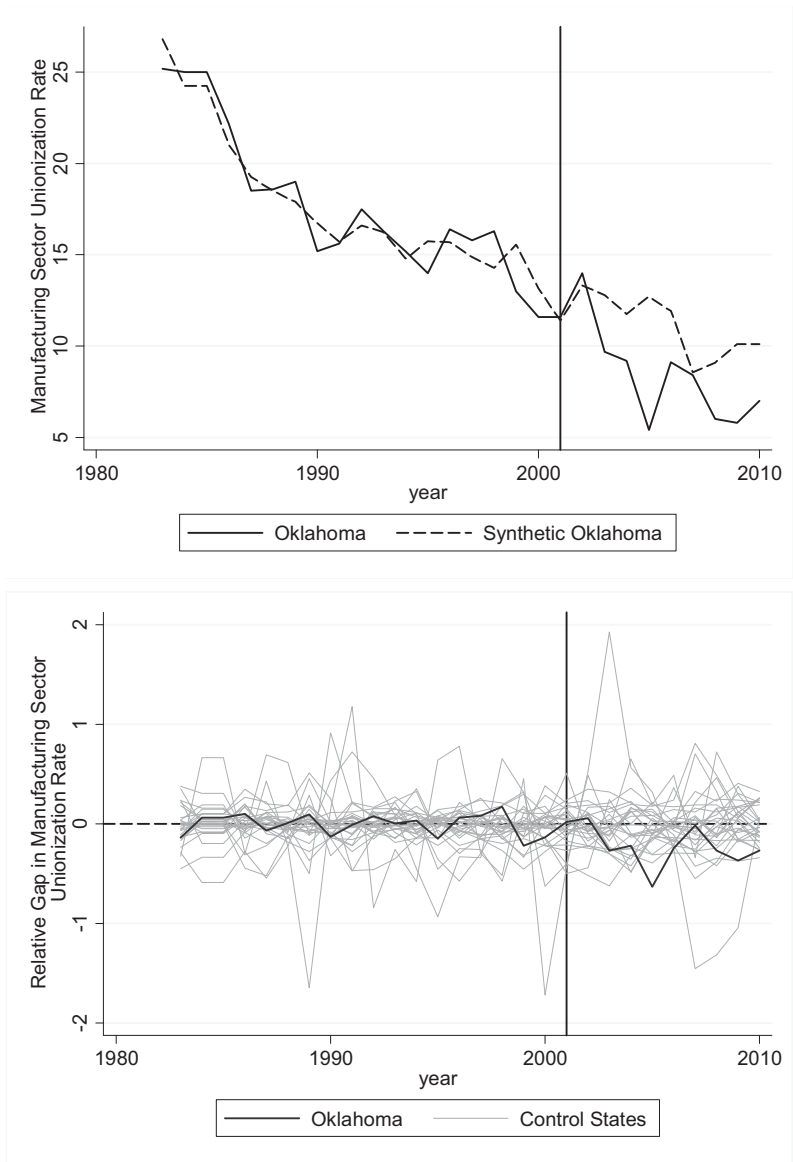 Manufacturing Sector Unionization Rate
25
20
15
10
5
1980 1990 2000 2010
year
Oklahoma Synthetic Oklahoma
Relative Gap in Manufacturing Sector
Unionization Rate
2
1
0
-1
-2
1980 1990 2000 2010
year
Oklahoma Control States